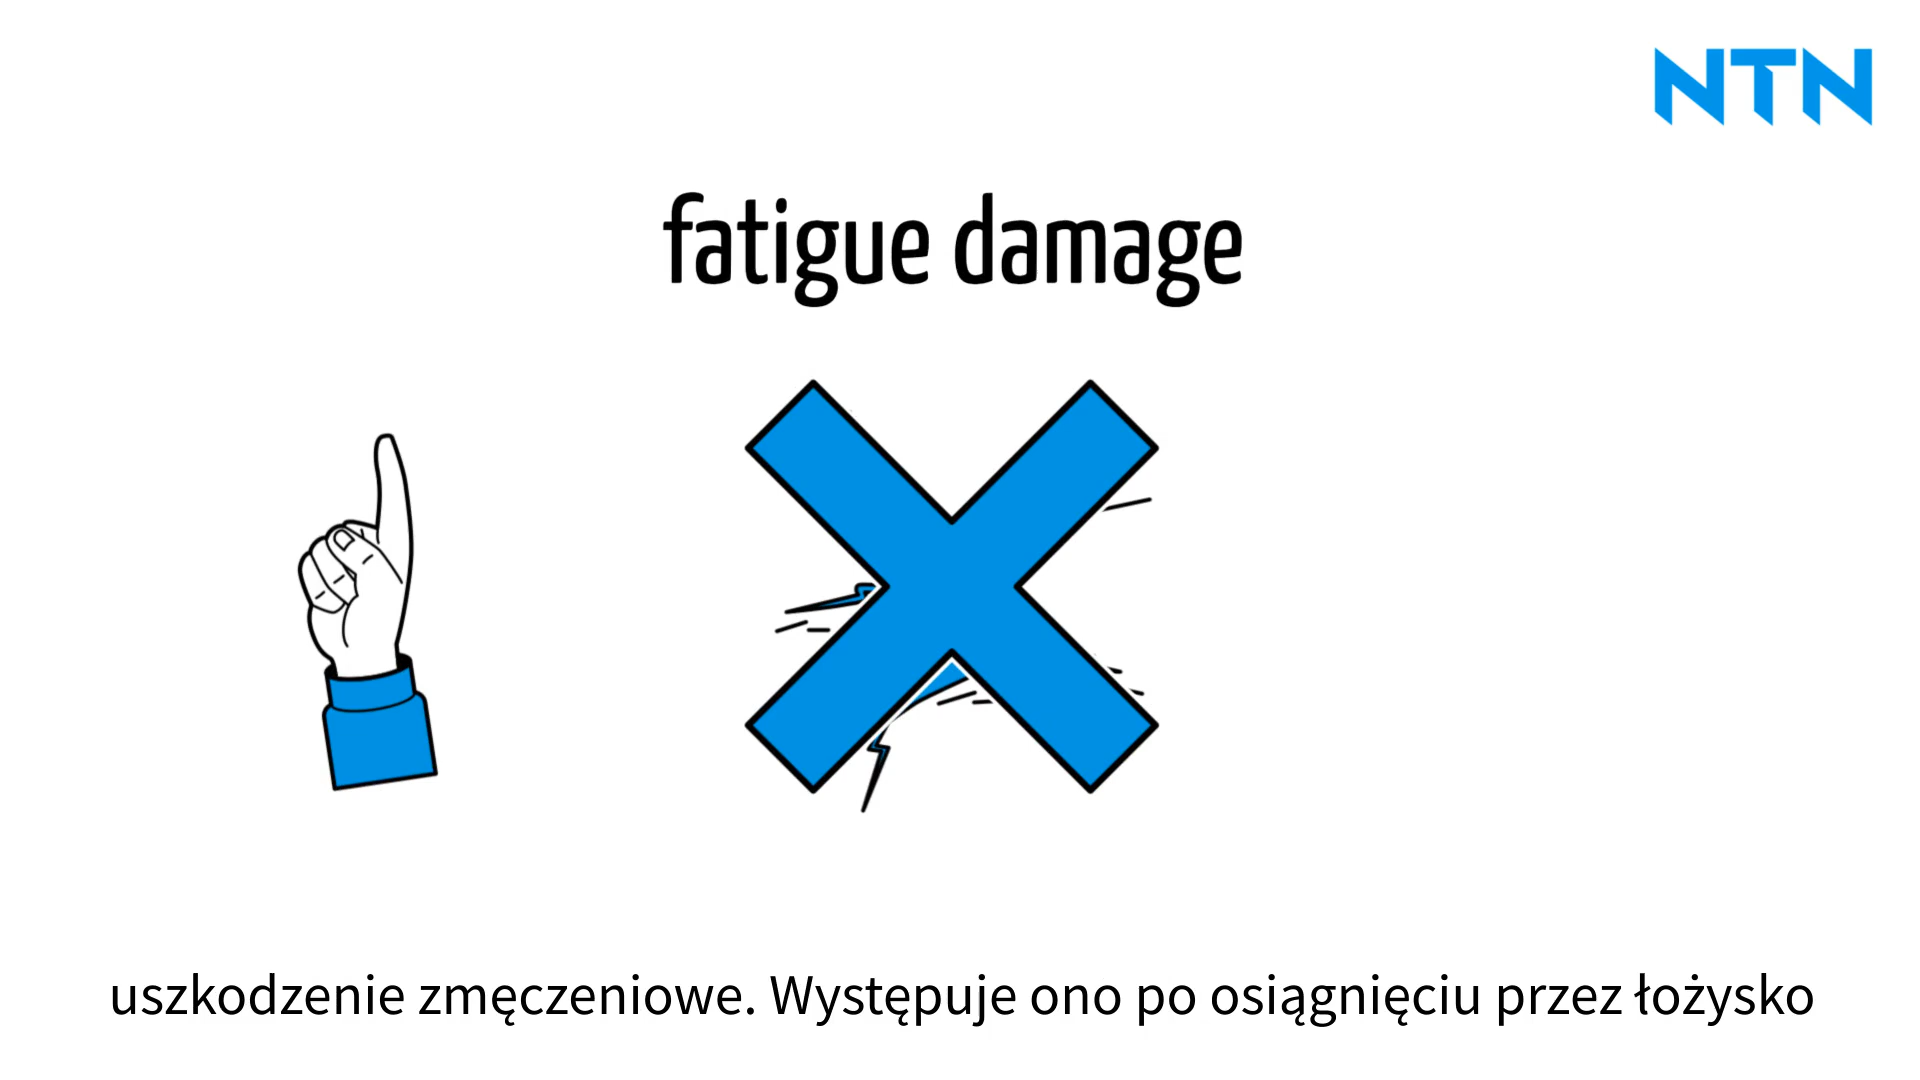 NTN
fatigue damage
uszkodzenie zmęczeniowe. Występuje ono po osiągnięciu przez łożysko